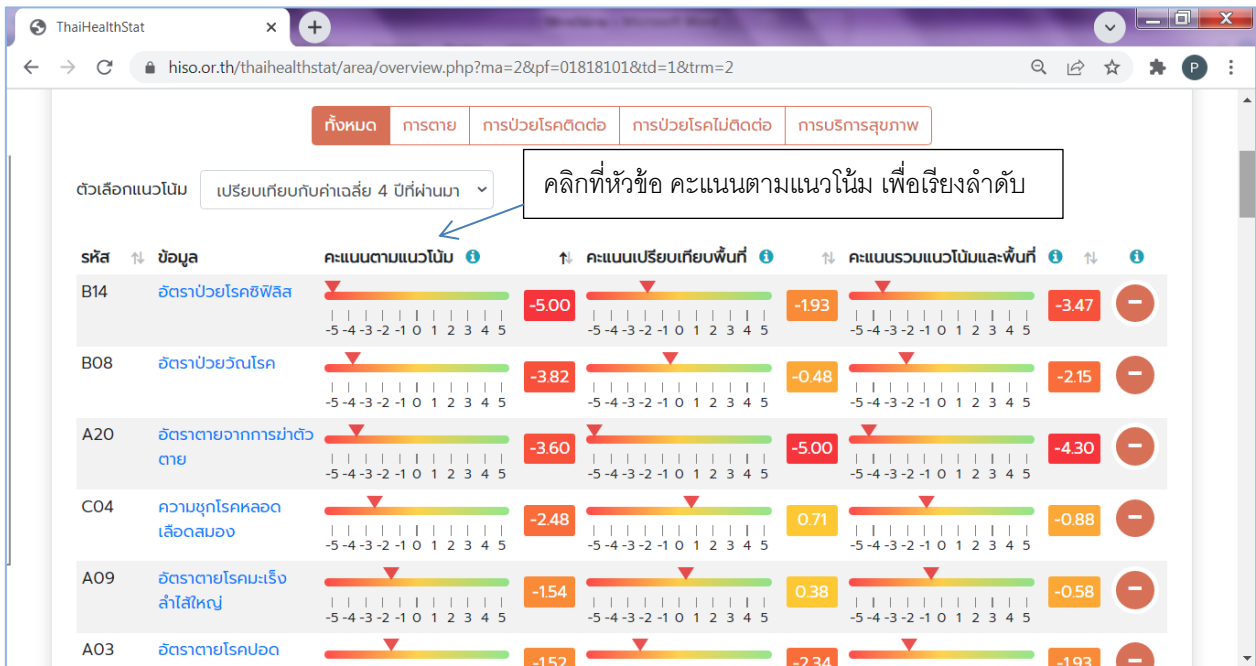 ThaiHealthStat
hiso.or.th/thaihealthstat/area/overview.php?ma=2&pf=01818101&td=1&trm=2
P
ทั้งหมด การตาย การป่วยโรคติดต่อ การป่วยโรคไม่ติดต่อ การบริการสุขภาพ
ตัวเลือกแนวโน้ม เปรียบเทียบกับค่าเฉลี่ย 4 ปีที่ผ่านมา
คลิกที่หัวข้อ คะแนนตามแนวโน้ม เพื่อเรียงลำดับ
รหัส ข้อมูล คะแนนตามแนวโน้ม คะแนนเปรียบเทียบพื้นที่ คะแนนรวมแนวโน้มและพื้นที่
B14 อัตราป่วยโรคซิฟิลิส -5.00 -1.93 -3.47
-5 -4 -3 -2 -1 0 1 2 3 4 5 -5 -4 -3 -2 -1 0 1 2 3 4 5 -5 -4 -3 -2 -1 0 1 2 3 4 5
B08 อัตราป่วยวัณโรค -3.82 -0.48 -2.15
-5 -4 -3 -2 -1 0 1 2 3 4 5 -5 -4 -3 -2 -1 0 1 2 3 4 5 -5 -4 -3 -2 -1 0 1 2 3 4 5
A20 อัตราตายจากการฆ่าตัว
ตาย -3.60 -5.00 -4.30
-5 -4 -3 -2 -1 0 1 2 3 4 5 -5 -4 -3 -2 -1 0 1 2 3 4 5 -5 -4 -3 -2 -1 0 1 2 3 4 5
C04 ความชุกโรคหลอด
เลือดสมอง -2.48 0.71 -0.88
-5 -4 -3 -2 -1 0 1 2 3 4 5 -5 -4 -3 -2 -1 0 1 2 3 4 5 -5 -4 -3 -2 -1 0 1 2 3 4 5
A09 อัตราตายโรคมะเร็ง
ลำไส้ใหญ่ -1.54 0.38 -0.58
-5 -4 -3 -2 -1 0 1 2 3 4 5 -5 -4 -3 -2 -1 0 1 2 3 4 5 -5 -4 -3 -2 -1 0 1 2 3 4 5
A03 อัตราตายโรคปอด -1.52 -2.34 -1.93